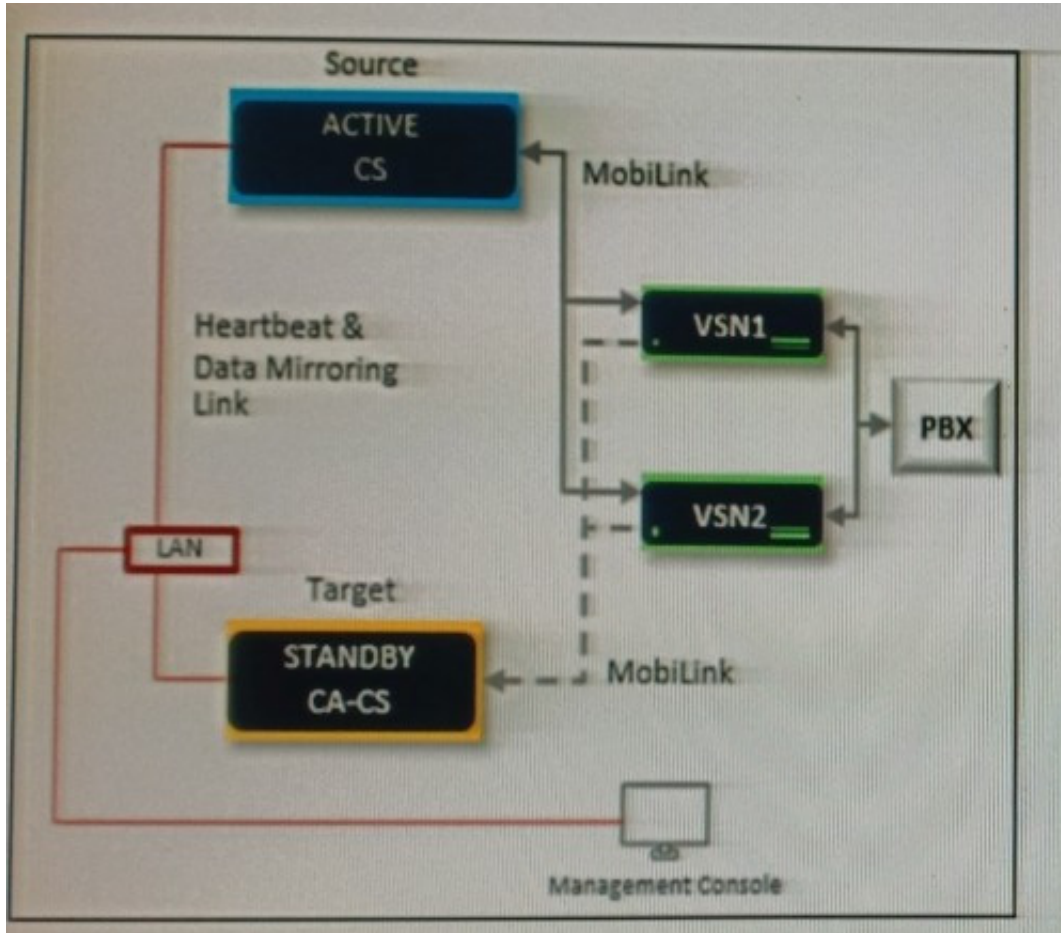 Source
ACTIVE
CS
MobiLink
VSN1
Heartbeat &
Data Mirroring
Link
PBX
VSN2
LAN
Target
STANDBY
CA-CS
MobiLink
Management Console